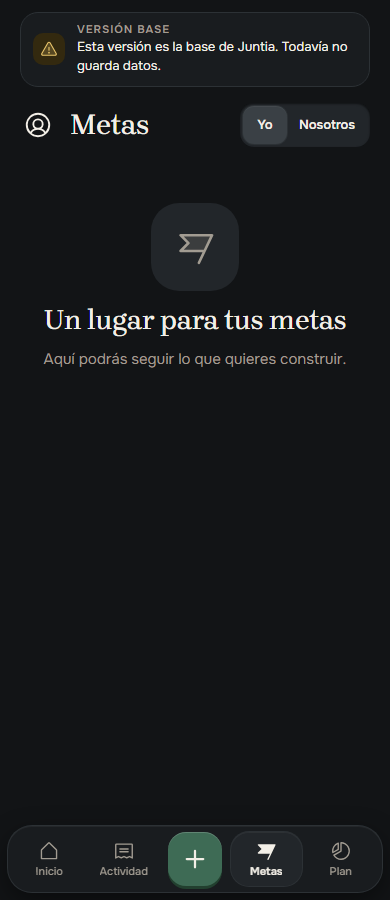 VERSIÓN BASE
Esta versión es la base de Juntia. Todavía no
guarda datos.
Metas
Yo
Nosotros
Un lugar para tus metas
Aquí podrás seguir lo que quieres construir.
Inicio
Actividad
Metas
Plan